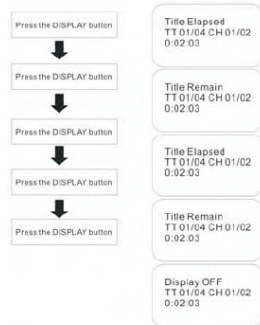 Press the DISPLAY button
Press the DISPLAY button
Press the DISPLAY button
Press the DISPLAY button
Press the DISPLAY button
Title Elapsed
TT 01/04 CH 01/02
0:02:03
Title Remain
TT 01/04 CH 01/02
0:02:03
Title Elapsed
TT 01/04 CH 01/02
0:02:03
Title Remain
TT 01/04 CH 01/02
0:02:03
Display OFF
TT 01/04 CH 01/02
0:02:03